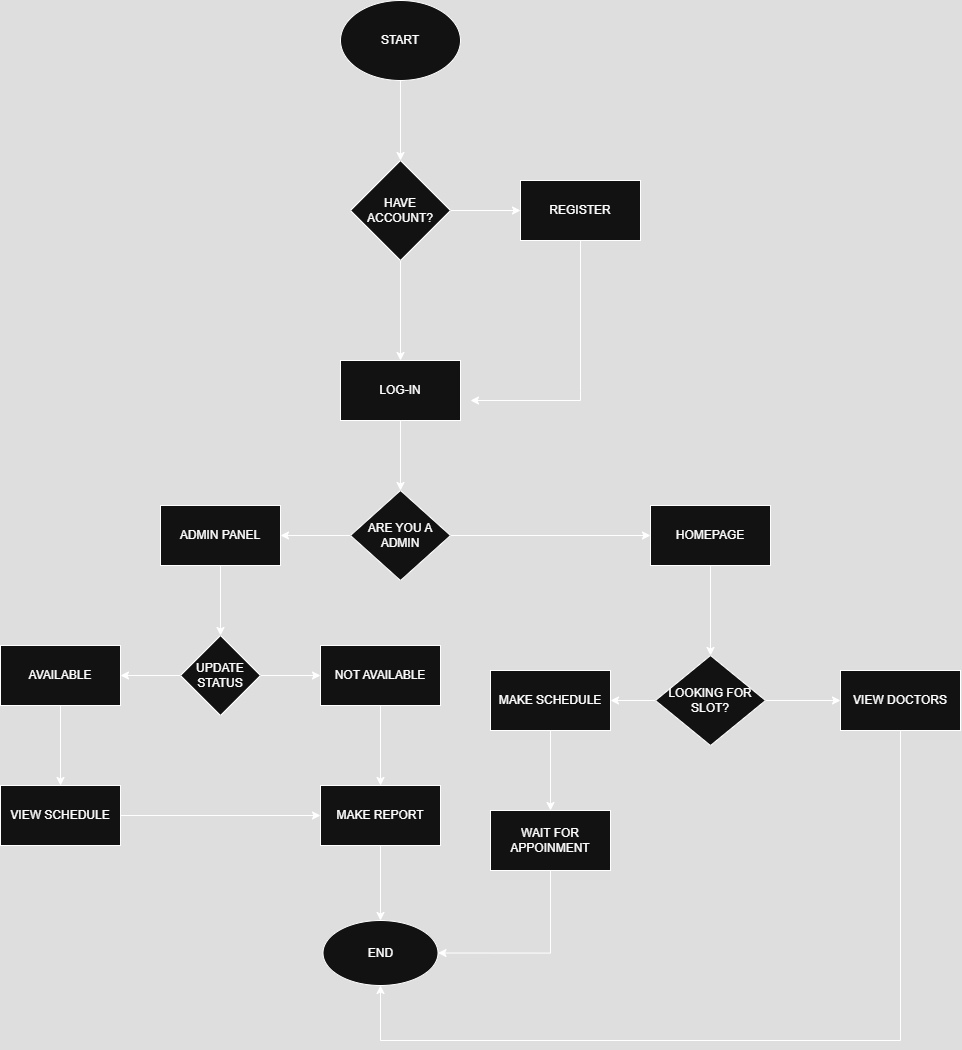 START
HAVE
ACCOUNT?
REGISTER
LOG-IN
ARE YOU A
ADMIN
ADMIN PANEL
HOMEPAGE
UPDATE
STATUS
AVAILABLE
NOT AVAILABLE
LOOKING FOR
SLOT?
MAKE SCHEDULE
VIEW DOCTORS
VIEW SCHEDULE
MAKE REPORT
WAIT FOR
APPOINMENT
END